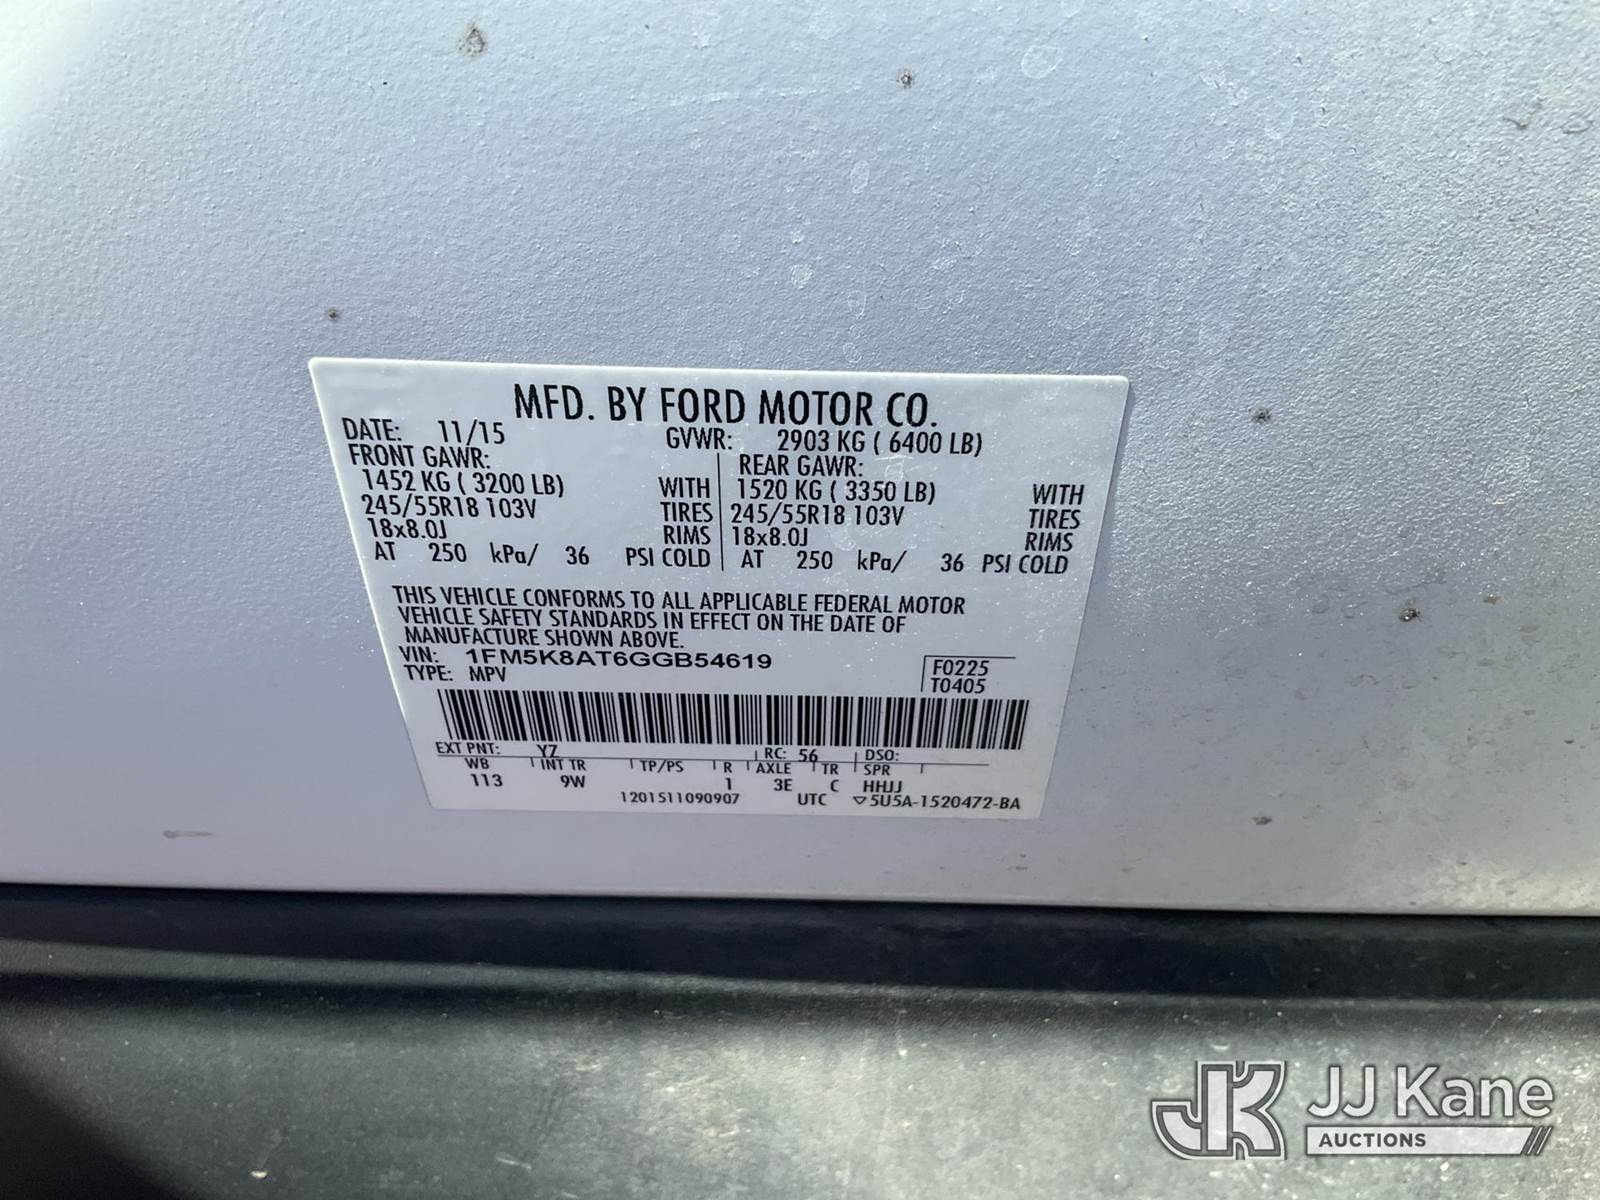 MFD. BY FORD MOTOR CO.
DATE: 11/15 GVWR: 2903 KG ( 6400 LB)
FRONT GAWR: REAR GAWR:
1452 KG ( 3200 LB) WITH 1520 KG ( 3350 LB) WITH
245/55R18 103V TIRES 245/55R18 103V TIRES
18x8.0J RIMS 18x8.0J RIMS
AT 250 kPa/ 36 PSI COLD AT 250 kPa/ 36 PSI COLD
THIS VEHICLE CONFORMS TO ALL APPLICABLE FEDERAL MOTOR
VEHICLE SAFETY STANDARDS IN EFFECT ON THE DATE OF
MANUFACTURE SHOWN ABOVE.
VIN: 1FM5K8AT6GGB54619 F0225
TYPE: MPV T0405
EXT PNT: YZ RC: 56 DSO:
WB INT TR TP/PS R AXLE TR SPR
113 9W 1 3E C HHJJ
1201511090907 UTC ▽5U5A-1520472-BA
JK JJ Kane
AUCTIONS